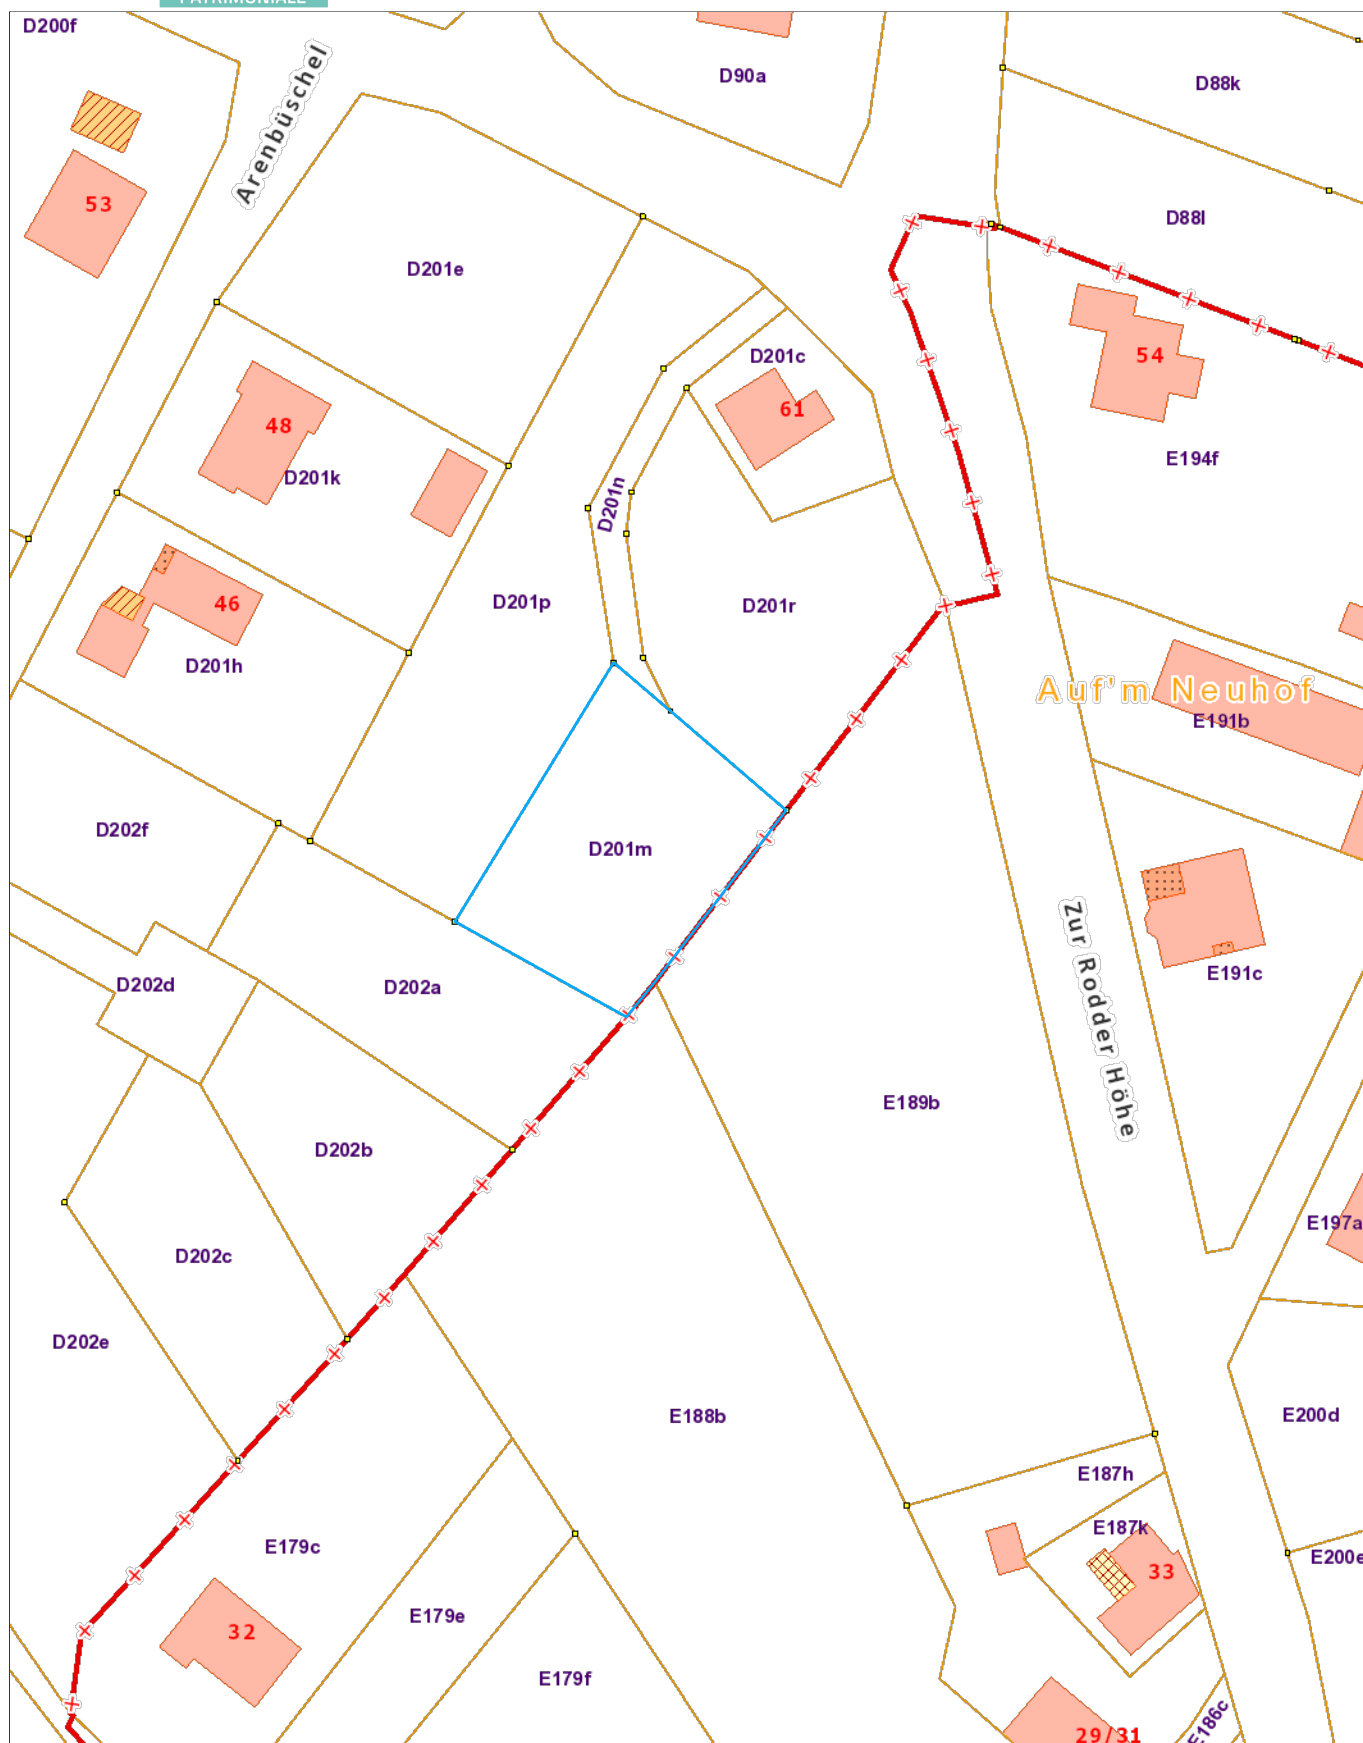 PATRIMONIALE
D200f
Arenbüschel
D90a
D88k
53
D88l
D201e
D201c
54
61
48
D201k
E194f
D201n
46
D201p
D201r
D201h
Auf'm Neuhof
E191b
D202f
D201m
Zur Rodder Höhe
E191c
D202d
D202a
E189b
D202b
E197a
D202c
D202e
E188b
E200d
E187h
E187k
E179c
E200e
33
E179e
32
E179f
E186c
29/31